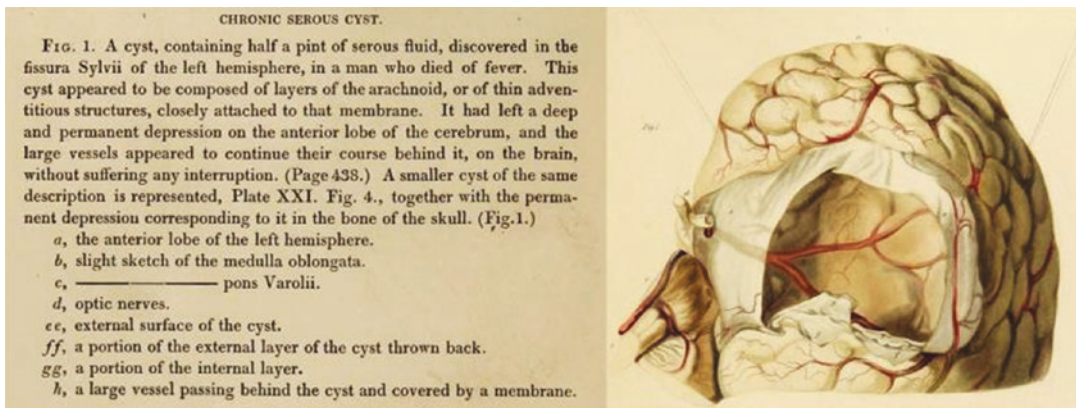 CHRONIC SEROUS CYST.
FIG. 1. A cyst, containing half a pint of serous fluid, discovered in the
fissura Sylvii of the left hemisphere, in a man who died of fever. This
cyst appeared to be composed of layers of the arachnoid, or of thin adven-
titious structures, closely attached to that membrane. It had left a deep
and permanent depression on the anterior lobe of the cerebrum, and the
large vessels appeared to continue their course behind it, on the brain,
without suffering any interruption. (Page 438.) A smaller cyst of the same
description is represented, Plate XXI. Fig. 4., together with the perma-
nent depression corresponding to it in the bone of the skull. (Fig.1.)
a, the anterior lobe of the left hemisphere.
b, slight sketch of the medulla oblongata.
c, ——————— pons Varolii.
d, optic nerves.
ee, external surface of the cyst.
ff, a portion of the external layer of the cyst thrown back.
gg, a portion of the internal layer.
h, a large vessel passing behind the cyst and covered by a membrane.